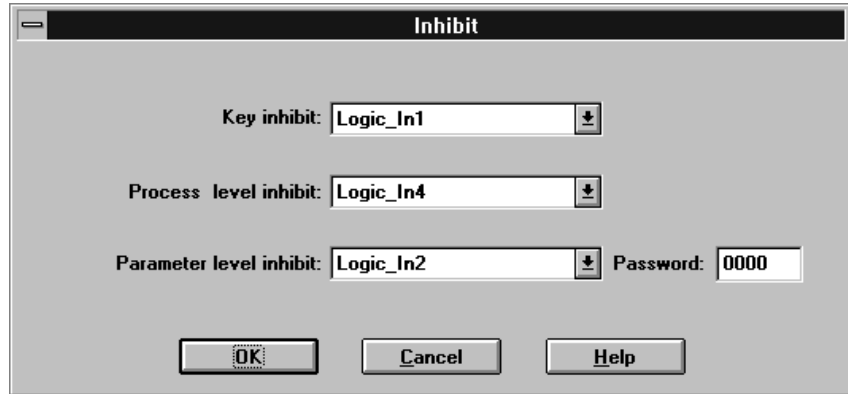 Inhibit
Key inhibit: Logic_In1
Process level inhibit: Logic_In4
Parameter level inhibit: Logic_In2 Password: 0000
OK Cancel Help